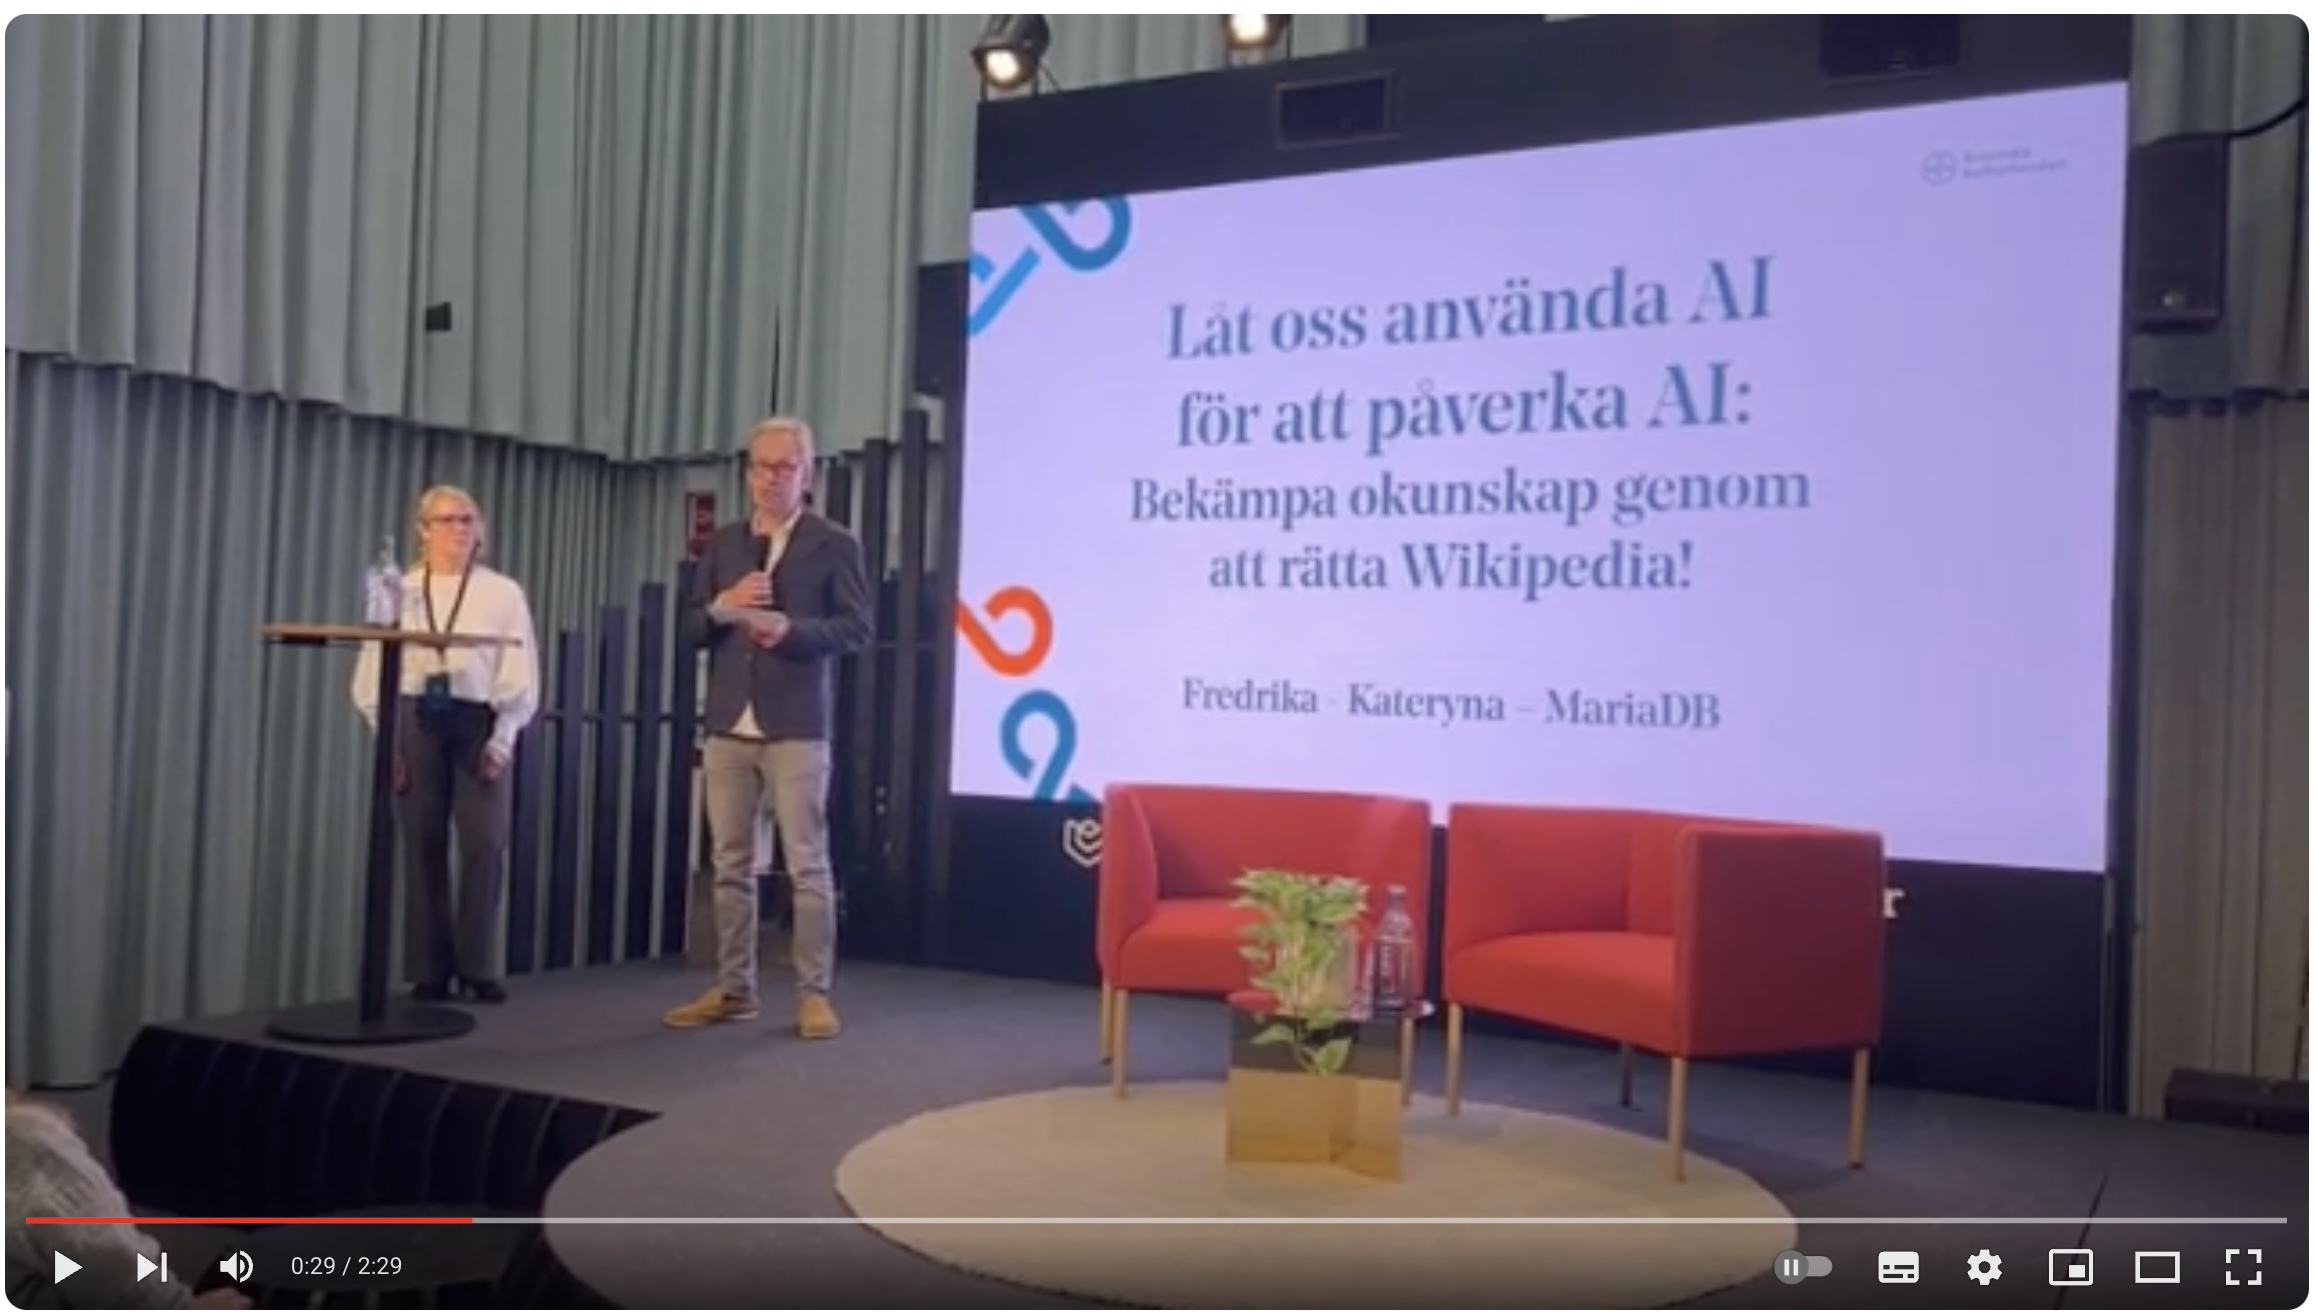 Låt oss använda AI
för att påverka AI:
Bekämpa okunskap genom
att rätta Wikipedia!
Fredrika - Kateryna – MariaDB
r
0:29 / 2:29